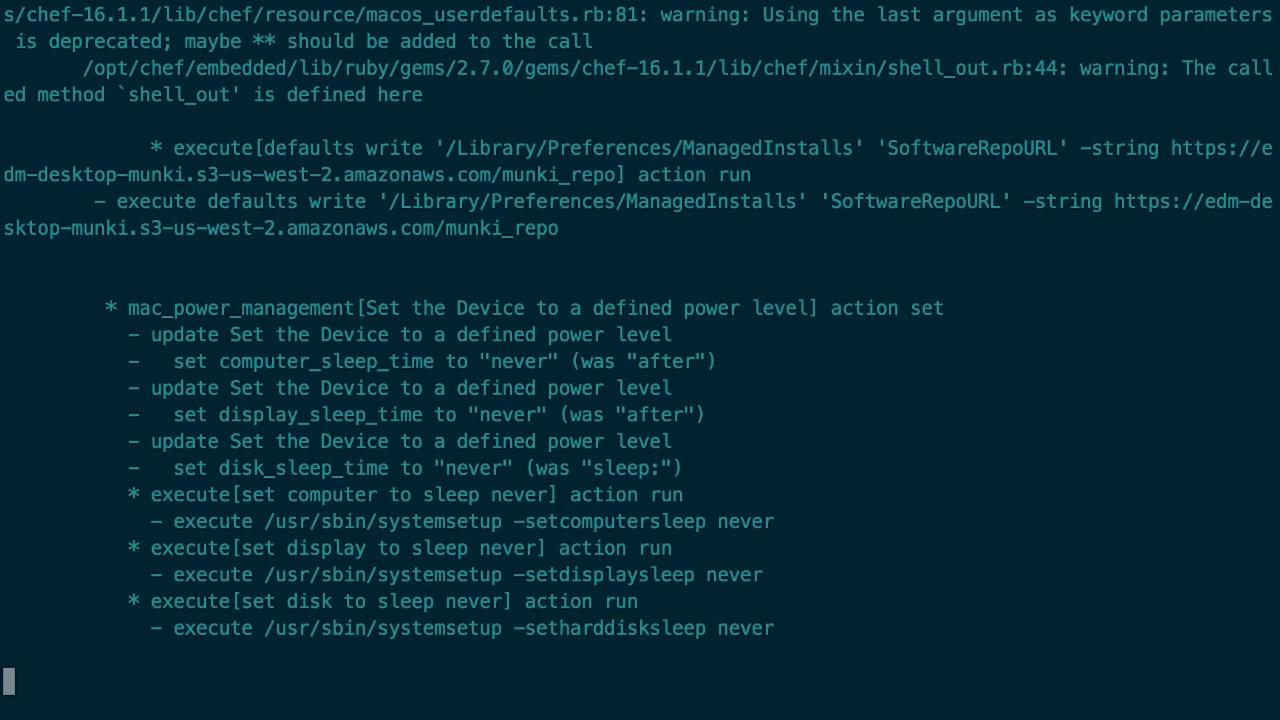 s/chef-16.1.1/lib/chef/resource/macos_userdefaults.rb:81: warning: Using the last argument as keyword parameters
 is deprecated; maybe ** should be added to the call
       /opt/chef/embedded/lib/ruby/gems/2.7.0/gems/chef-16.1.1/lib/chef/mixin/shell_out.rb:44: warning: The call
ed method `shell_out' is defined here
             * execute[defaults write '/Library/Preferences/ManagedInstalls' 'SoftwareRepoURL' -string https://e
dm-desktop-munki.s3-us-west-2.amazonaws.com/munki_repo] action run
        - execute defaults write '/Library/Preferences/ManagedInstalls' 'SoftwareRepoURL' -string https://edm-de
sktop-munki.s3-us-west-2.amazonaws.com/munki_repo
         * mac_power_management[Set the Device to a defined power level] action set
           - update Set the Device to a defined power level
           -   set computer_sleep_time to "never" (was "after")
           - update Set the Device to a defined power level
           -   set display_sleep_time to "never" (was "after")
           - update Set the Device to a defined power level
           -   set disk_sleep_time to "never" (was "sleep:")
           * execute[set computer to sleep never] action run
             - execute /usr/sbin/systemsetup -setcomputersleep never
           * execute[set display to sleep never] action run
             - execute /usr/sbin/systemsetup -setdisplaysleep never
           * execute[set disk to sleep never] action run
             - execute /usr/sbin/systemsetup -setharddisksleep never